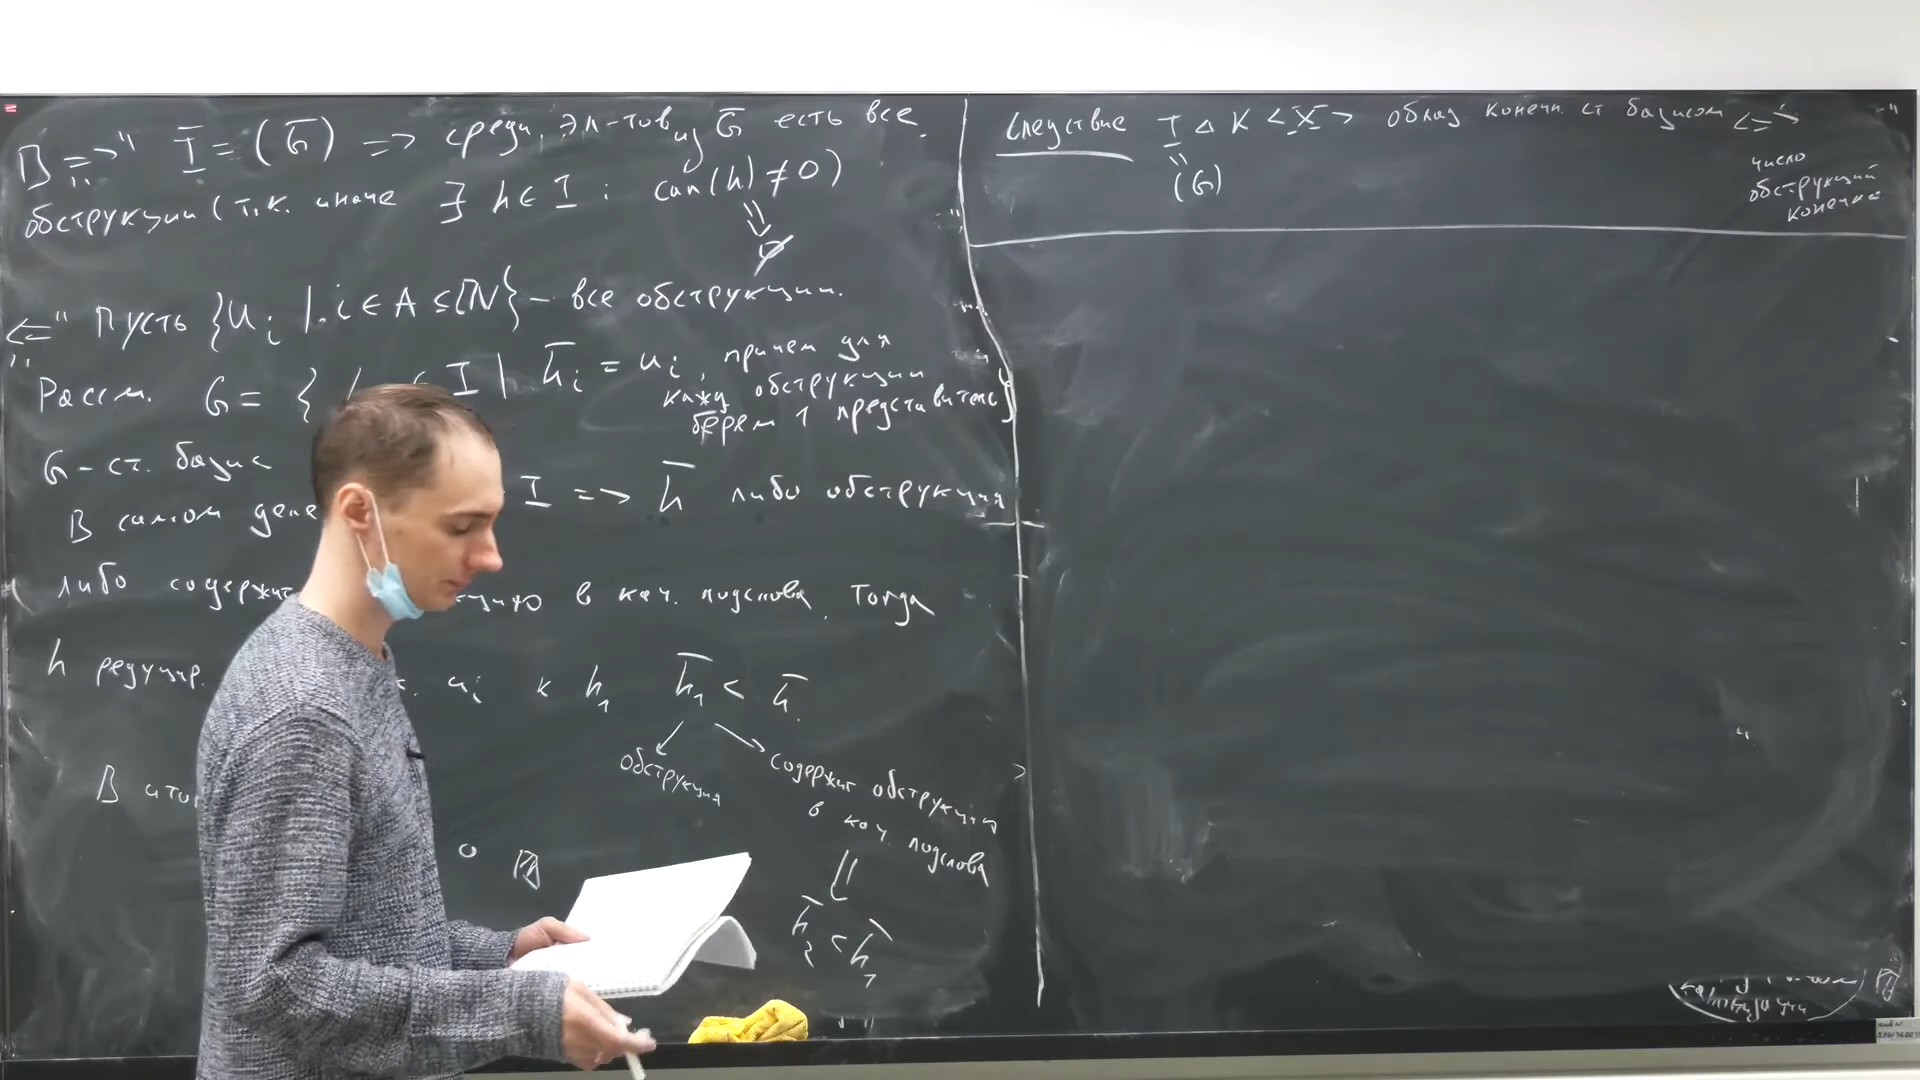 "=>" I = (G) => среди эл-тов из G есть все
обструкции (т.к. иначе ∃ h ∈ I : can(h) ≠ 0)
"<=" Пусть {u_i | i ∈ A ⊆ ℕ} - все обструкции.
Рассм. G = { ∈ I | h̄_i = u_i, причем для
кажд обструкции
берем 1 представитель}
G - ст. базис
В самом деле I => h̄ либо обструкция
либо содержит в кач. подслова. Тогда
h редуцир. u_i к h_1 h̄_1 <
обструкция
содержит обструкцию
в кач. подслова
В
0
h̄_2 < h̄_1
Следствие I ⊲ K<X> облад. конечн. ст базисом <=>
(G)
число
обструкций
конечно